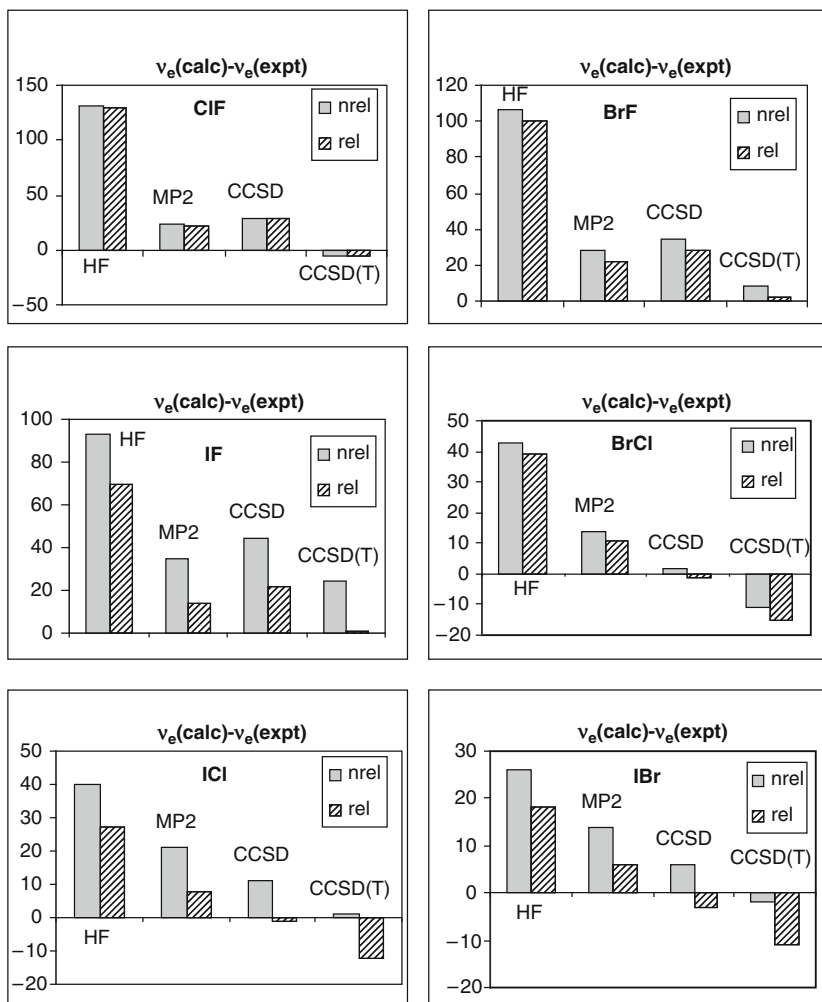 νe(calc)-νe(expt)
150
ClF
nrel
rel
100
MP2
CCSD
50
0
HF
CCSD(T)
−50
νe(calc)-νe(expt)
120
HF
BrF
nrel
rel
100
80
60
MP2
CCSD
40
CCSD(T)
20
0
νe(calc)-νe(expt)
100
HF
IF
nrel
rel
80
60
MP2
CCSD
CCSD(T)
40
20
0
νe(calc)-νe(expt)
50
BrCl
nrel
rel
40
30
20
MP2
CCSD
CCSD(T)
10
0
HF
−10
−20
νe(calc)-νe(expt)
50
ICl
nrel
rel
40
30
MP2
20
CCSD
CCSD(T)
10
0
HF
−10
−20
νe(calc)-νe(expt)
30
IBr
nrel
rel
20
MP2
CCSD
CCSD(T)
10
0
HF
−10
−20